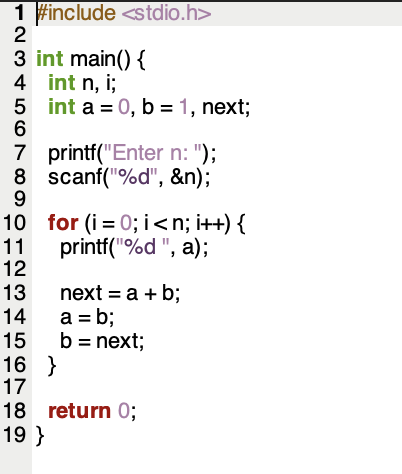 1 #include <stdio.h>
2
3 int main() {
4   int n, i;
5   int a = 0, b = 1, next;
6
7   printf("Enter n: ");
8   scanf("%d", &n);
9
10   for (i = 0; i < n; i++) {
11     printf("%d ", a);
12
13     next = a + b;
14     a = b;
15     b = next;
16   }
17
18   return 0;
19 }